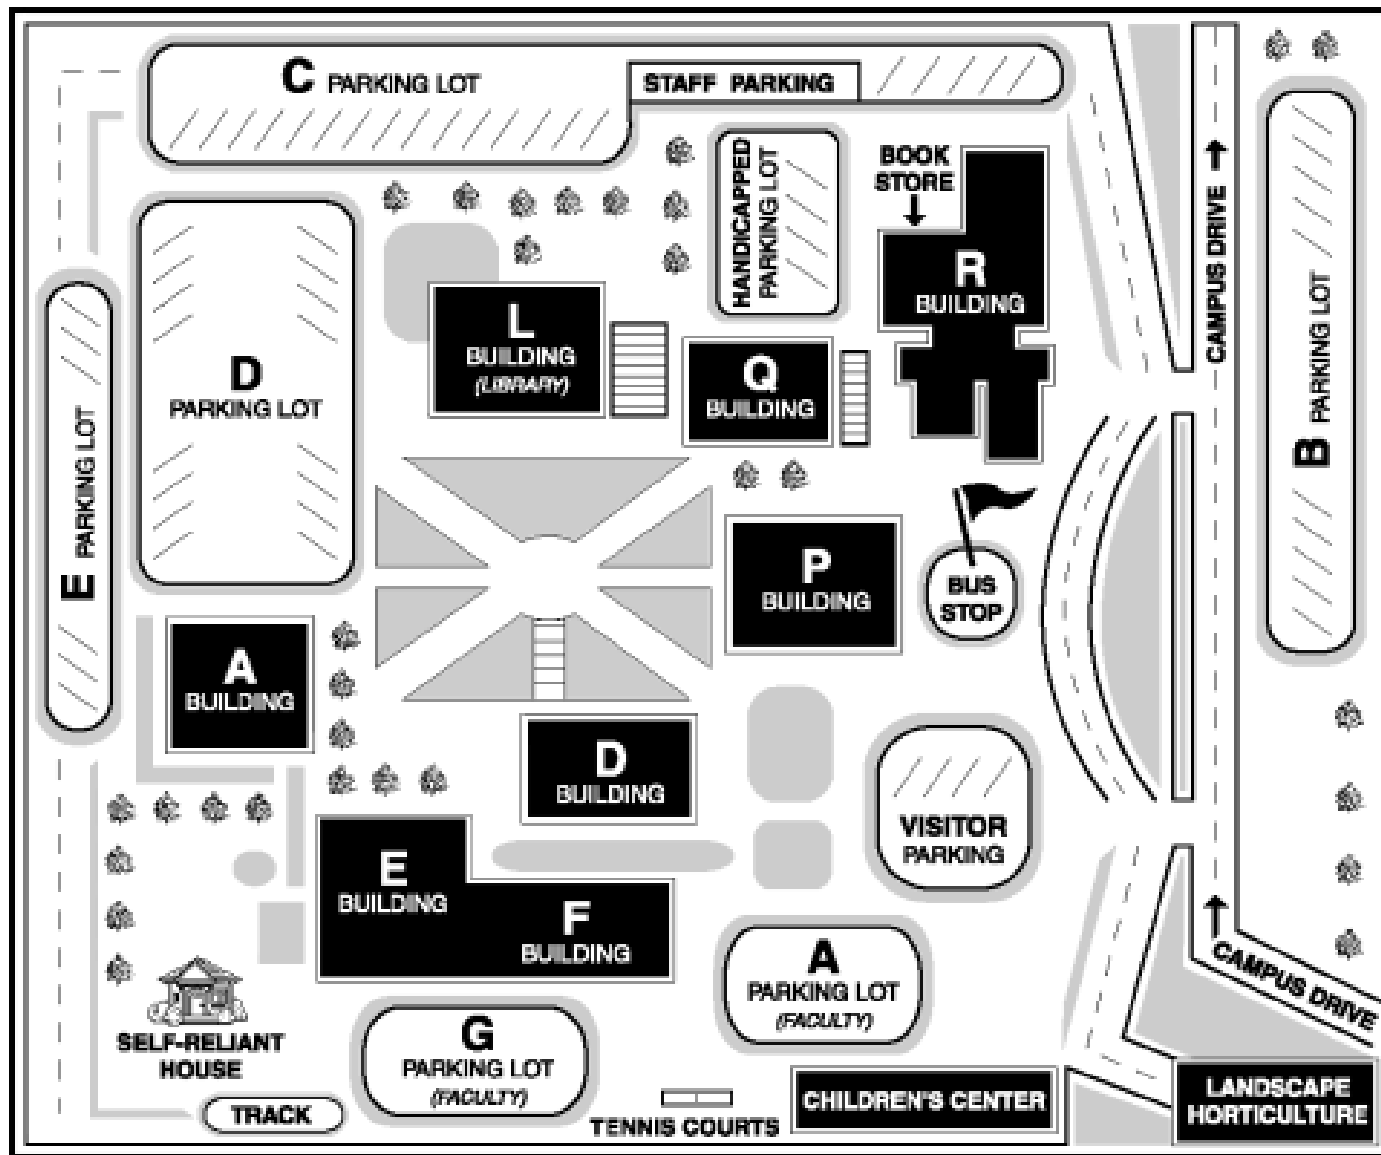 C PARKING LOT
STAFF PARKING
HANDICAPPED
PARKING LOT
BOOK
STORE
R
BUILDING
CAMPUS DRIVE
B PARKING LOT
L
BUILDING
(LIBRARY)
Q
BUILDING
D
PARKING LOT
E PARKING LOT
P
BUILDING
BUS
STOP
A
BUILDING
D
BUILDING
VISITOR
PARKING
E
BUILDING
F
BUILDING
A
PARKING LOT
(FACULTY)
CAMPUS DRIVE
SELF-RELIANT
HOUSE
G
PARKING LOT
(FACULTY)
TRACK
TENNIS COURTS
CHILDREN'S CENTER
LANDSCAPE
HORTICULTURE